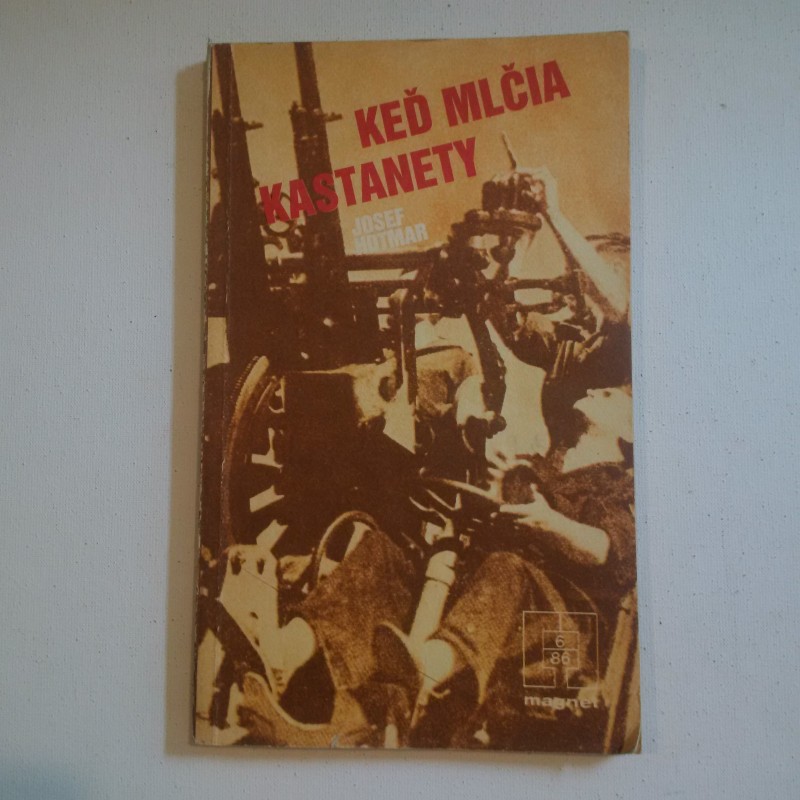 KEĎ MLČIA
KASTANETY
JOSEF
HOTMAR
6
86
magnet